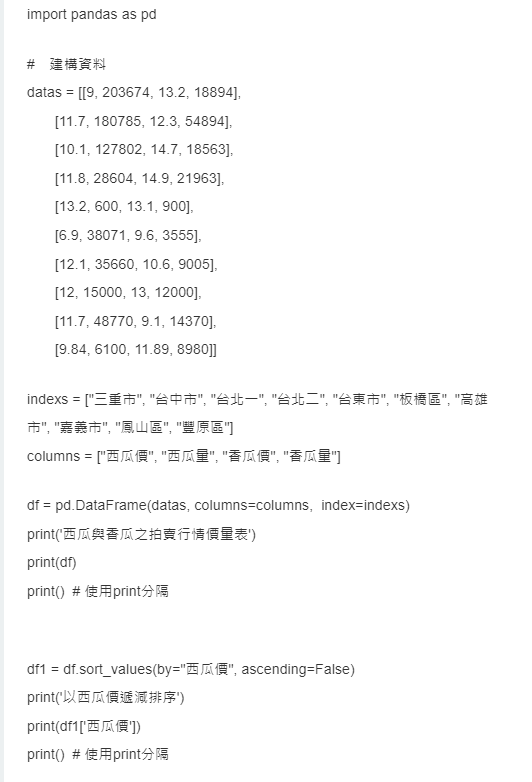 import pandas as pd
#    建構資料
datas = [[9, 203674, 13.2, 18894],
[11.7, 180785, 12.3, 54894],
[10.1, 127802, 14.7, 18563],
[11.8, 28604, 14.9, 21963],
[13.2, 600, 13.1, 900],
[6.9, 38071, 9.6, 3555],
[12.1, 35660, 10.6, 9005],
[12, 15000, 13, 12000],
[11.7, 48770, 9.1, 14370],
[9.84, 6100, 11.89, 8980]]
indexs = ["三重市", "台中市", "台北一", "台北二", "台東市", "板橋區", "高雄
市", "嘉義市", "鳳山區", "豐原區"]
columns = ["西瓜價", "西瓜量", "香瓜價", "香瓜量"]
df = pd.DataFrame(datas, columns=columns,  index=indexs)
print('西瓜與香瓜之拍賣行情價量表')
print(df)
print()  # 使用print分隔
df1 = df.sort_values(by="西瓜價", ascending=False)
print('以西瓜價遞減排序')
print(df1['西瓜價'])
print()  # 使用print分隔